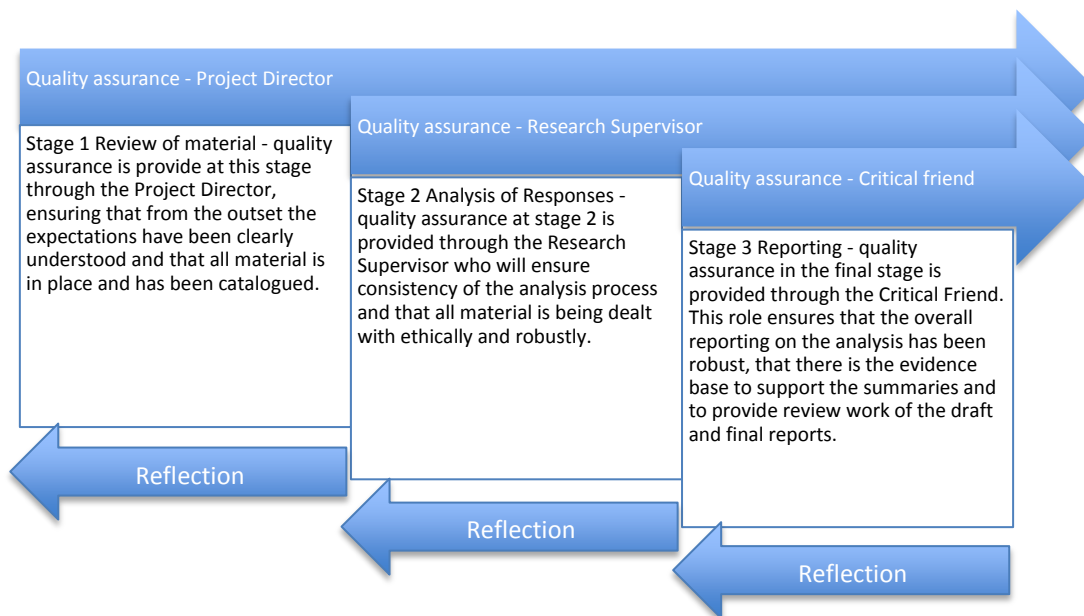 Quality assurance - Project Director
Stage 1 Review of material - quality
assurance is provide at this stage
through the Project Director,
ensuring that from the outset the
expectations have been clearly
understood and that all material is
in place and has been catalogued.
Reflection
Quality assurance - Research Supervisor
Stage 2 Analysis of Responses -
quality assurance at stage 2 is
provided through the Research
Supervisor who will ensure
consistency of the analysis process
and that all material is being dealt
with ethically and robustly.
Reflection
Quality assurance - Critical friend
Stage 3 Reporting - quality
assurance in the final stage is
provided through the Critical Friend.
This role ensures that the overall
reporting on the analysis has been
robust, that there is the evidence
base to support the summaries and
to provide review work of the draft
and final reports.
Reflection